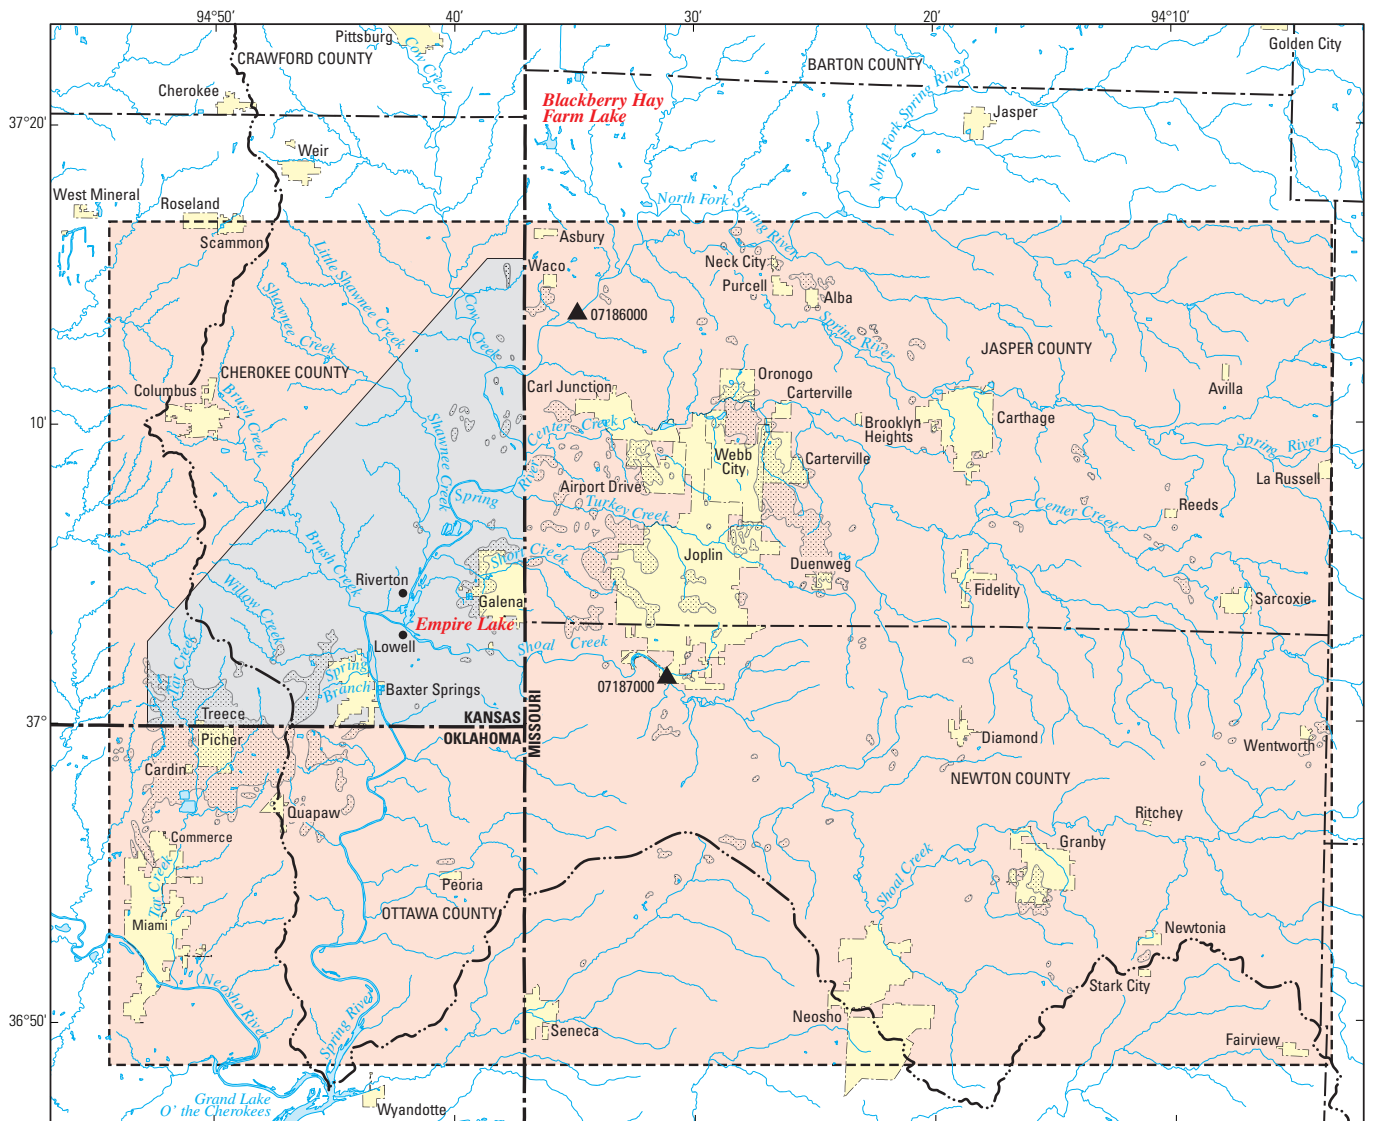 94°50'
40'
30'
20'
94°10'
Pittsburg
Golden City
CRAWFORD COUNTY
Cow Creek
BARTON COUNTY
Cherokee
Blackberry Hay
Farm Lake
North Fork Spring River
Jasper
37°20'
Weir
West Mineral
Roseland
North Fork Spring River
Scammon
Asbury
Little Shawnee Creek
Waco
Neck City
Purcell
Alba
Shawnee Creek
Cow Creek
07186000
Spring River
JASPER COUNTY
CHEROKEE COUNTY
Oronogo
Carl Junction
Carterville
Avilla
Columbus
Brush Creek
10'
Shawnee Creek
Center Creek
Brooklyn
Heights
Carthage
Spring River
Webb
City
Carterville
La Russell
River
Spring
Airport Drive
Turkey Creek
Center Creek
Reeds
Brush Creek
Short Creek
Joplin
Duenweg
Riverton
Willow Creek
Galena
Fidelity
Sarcoxie
Empire Lake
Lowell
Shoal Creek
Tar Creek
Spring
Branch
Baxter Springs
07187000
Treece
37°
KANSAS
OKLAHOMA
MISSOURI
Picher
Diamond
Wentworth
Cardin
NEWTON COUNTY
Quapaw
Ritchey
Commerce
Granby
Shoal Creek
Tar Creek
Peoria
OTTAWA COUNTY
Miami
Newtonia
Neosho River
Stark City
Spring River
36°50'
Seneca
Neosho
Fairview
Grand Lake
O' the Cherokees
Wyandotte